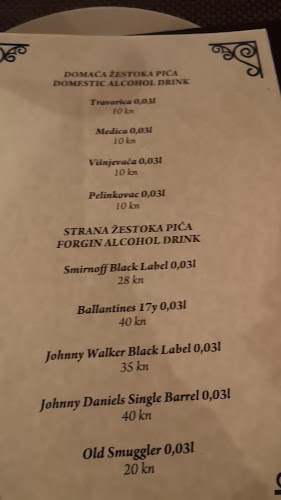 DOMAĆA ŽESTOKA PIĆA
DOMESTIC ALCOHOL DRINK
Travarica 0,03l
10 kn
Medica 0,03l
10 kn
Višnjevača 0,03l
10 kn
Pelinkovac 0,03l
10 kn
STRANA ŽESTOKA PIĆA
FORGIN ALCOHOL DRINK
Smirnoff Black Label 0,03l
28 kn
Ballantines 17y 0,03l
40 kn
Johnny Walker Black Label 0,03l
35 kn
Johnny Daniels Single Barrel 0,03l
40 kn
Old Smuggler 0,03l
20 kn